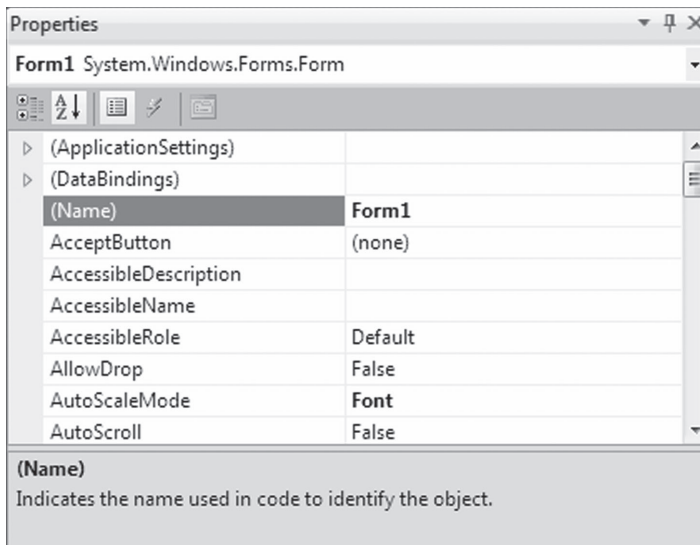 Properties
Form1 System.Windows.Forms.Form
A Z
(ApplicationSettings)
(DataBindings)
(Name) Form1
AcceptButton (none)
AccessibleDescription
AccessibleName
AccessibleRole Default
AllowDrop False
AutoScaleMode Font
AutoScroll False
(Name)
Indicates the name used in code to identify the object.